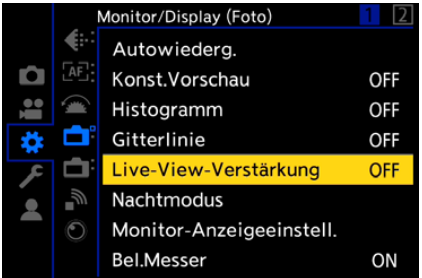 Monitor/Display (Foto) 1 2
Autowiederg.
Konst.Vorschau OFF
Histogramm OFF
Gitterlinie OFF
Live-View-Verstärkung OFF
Nachtmodus
Monitor-Anzeigeeinstell.
Bel.Messer ON
AF